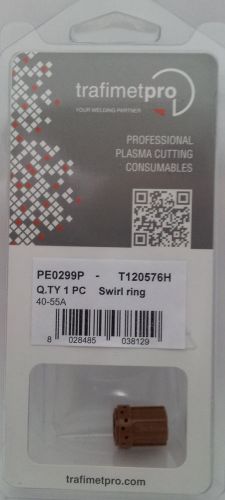 trafimetpro
YOUR WELDING PARTNER
PROFESSIONAL
PLASMA CUTTING
CONSUMABLES
PE0299P - T120576H
Q.TY 1 PC Swirl ring
40-55A
8 028485 038129
trafimetpro.com